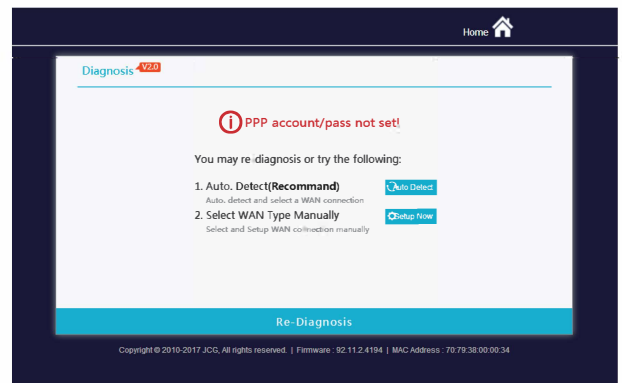 Home
Diagnosis V2.0
PPP account/pass not set!
You may re-diagnosis or try the following:
1. Auto. Detect(Recommand)
Auto Detect
Auto. detect and select a WAN connection
2. Select WAN Type Manually
Setup Now
Select and Setup WAN connection manually
Re-Diagnosis
Copyright © 2010-2017 JCG, All rights reserved. | Firmware : 92.11.2.4194 | MAC Address : 70:79:38:00:00:34